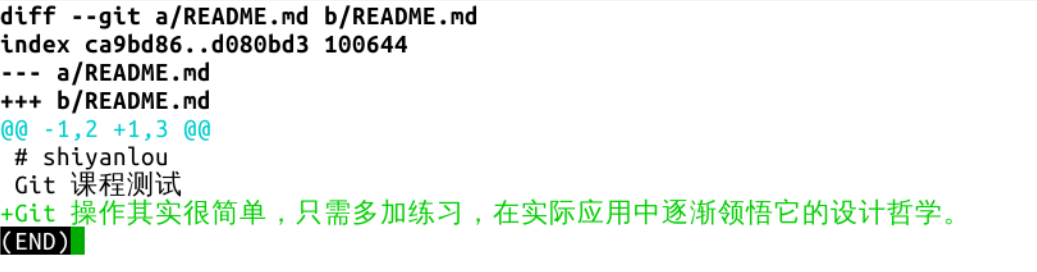 diff --git a/README.md b/README.md
index ca9bd86..d080bd3 100644
--- a/README.md
+++ b/README.md
@@ -1,2 +1,3 @@
 # shiyanlou
 Git 课程测试
+Git 操作其实很简单，只需多加练习，在实际应用中逐渐领悟它的设计哲学。
(END)